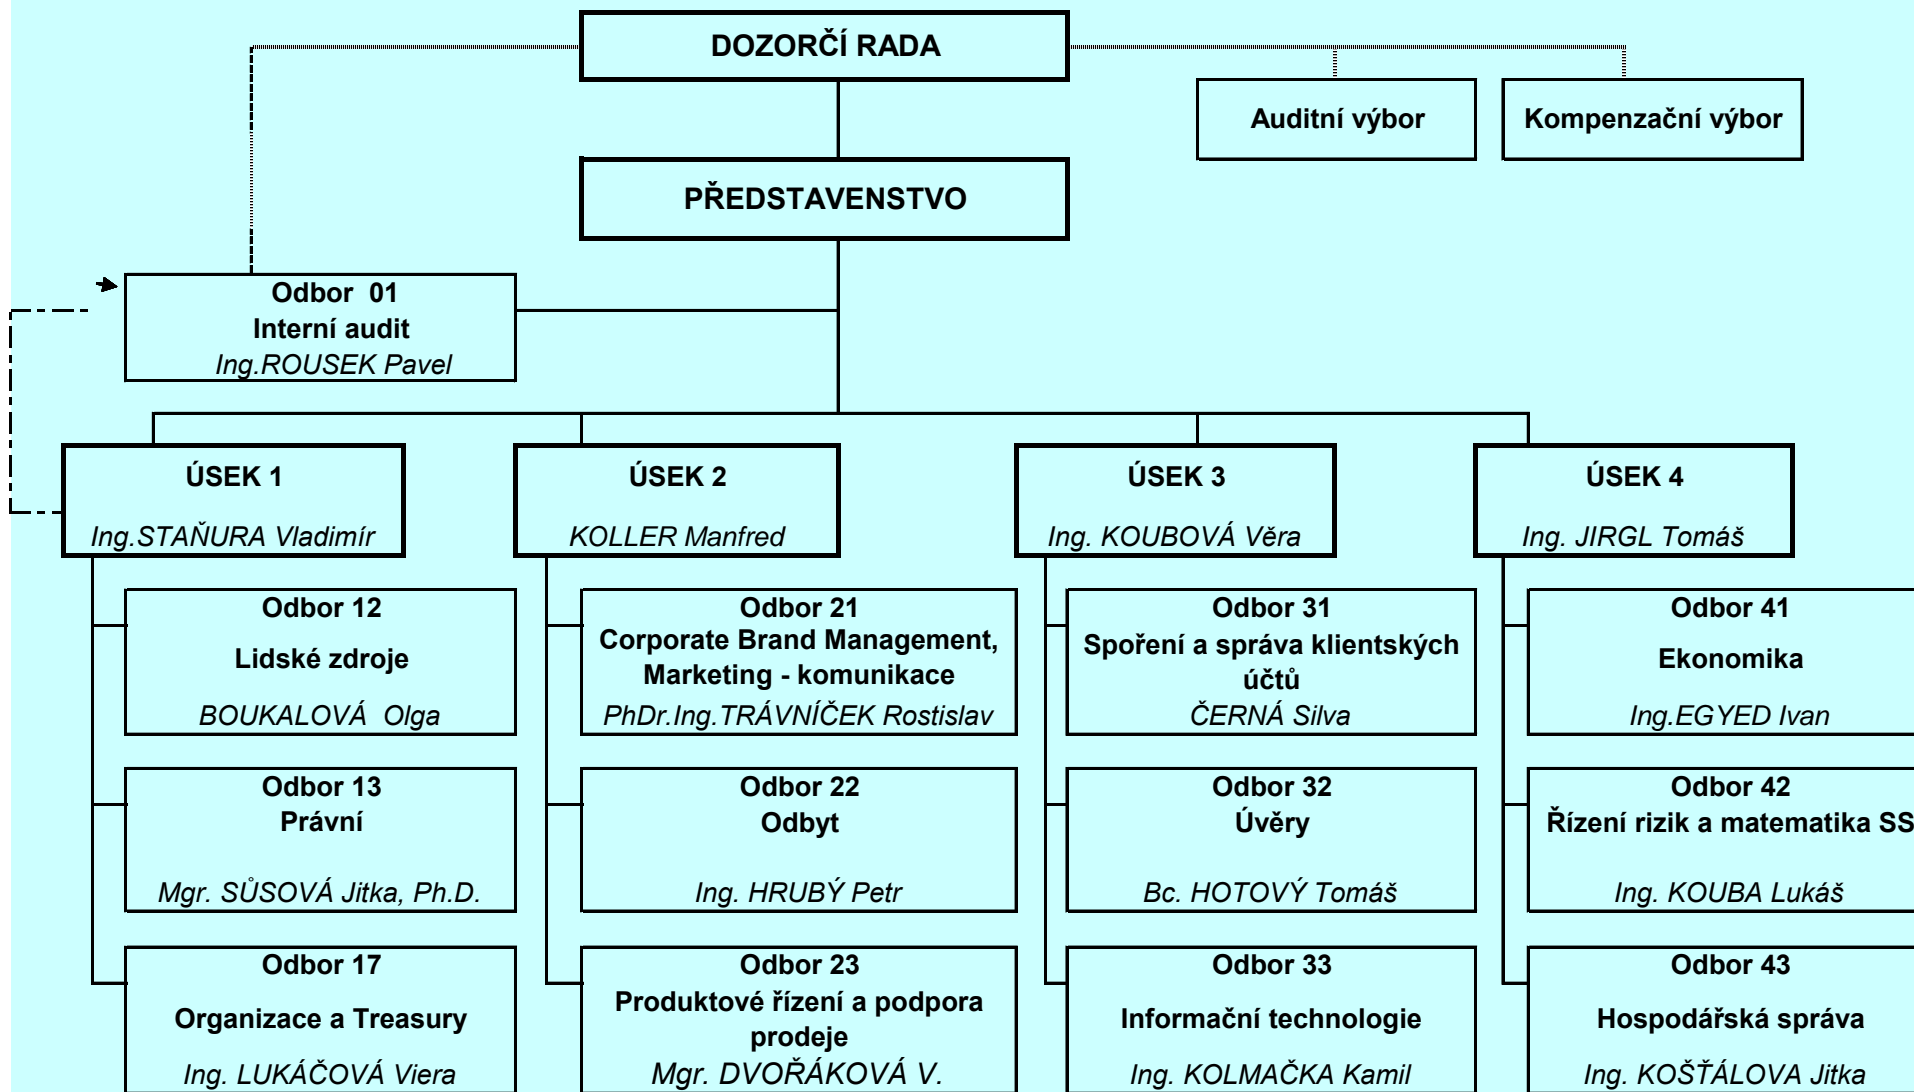 DOZORČÍ RADA
Auditní výbor
Kompenzační výbor
PŘEDSTAVENSTVO
Odbor  01
Interní audit
Ing.ROUSEK Pavel
ÚSEK 1
Ing.STAŇURA Vladimír
ÚSEK 2
KOLLER Manfred
ÚSEK 3
Ing. KOUBOVÁ Věra
ÚSEK 4
Ing. JIRGL Tomáš
Odbor 12
Lidské zdroje
BOUKALOVÁ  Olga
Odbor 21
Corporate Brand Management,
Marketing - komunikace
PhDr.Ing.TRÁVNÍČEK Rostislav
Odbor 31
Spoření a správa klientských
účtů
ČERNÁ Silva
Odbor 41
Ekonomika
Ing.EGYED Ivan
Odbor 13
Právní
Mgr. SŮSOVÁ Jitka, Ph.D.
Odbor 22
Odbyt
Ing. HRUBÝ Petr
Odbor 32
Úvěry
Bc. HOTOVÝ Tomáš
Odbor 42
Řízení rizik a matematika SS
Ing. KOUBA Lukáš
Odbor 17
Organizace a Treasury
Ing. LUKÁČOVÁ Viera
Odbor 23
Produktové řízení a podpora
prodeje
Mgr. DVOŘÁKOVÁ V.
Odbor 33
Informační technologie
Ing. KOLMAČKA Kamil
Odbor 43
Hospodářská správa
Ing. KOŠŤÁLOVA Jitka